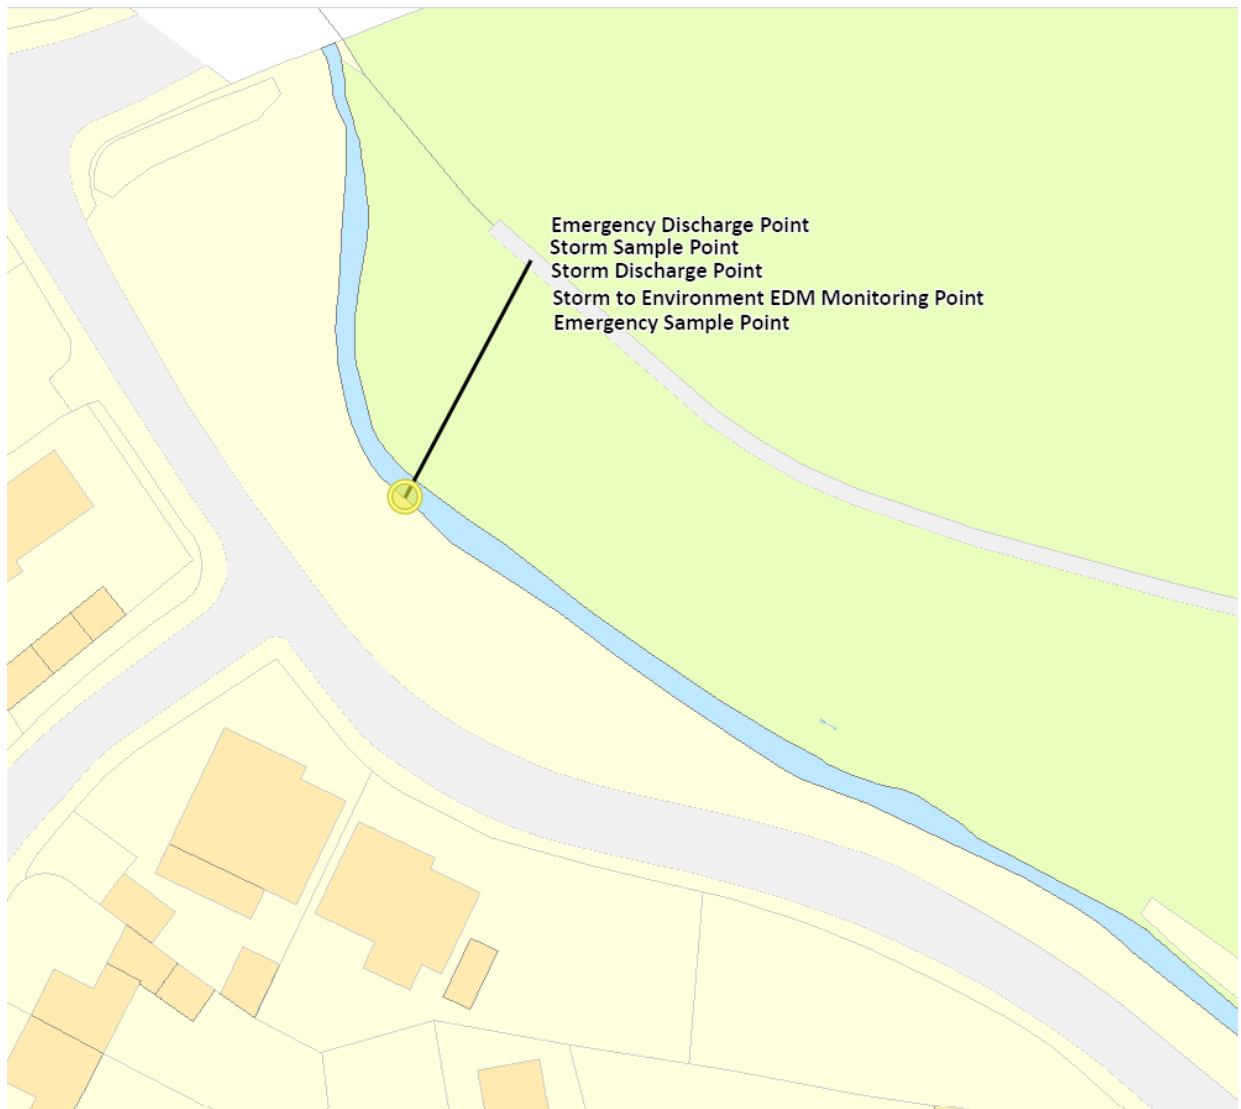 Emergency Discharge Point
Storm Sample Point
Storm Discharge Point
Storm to Environment EDM Monitoring Point
Emergency Sample Point